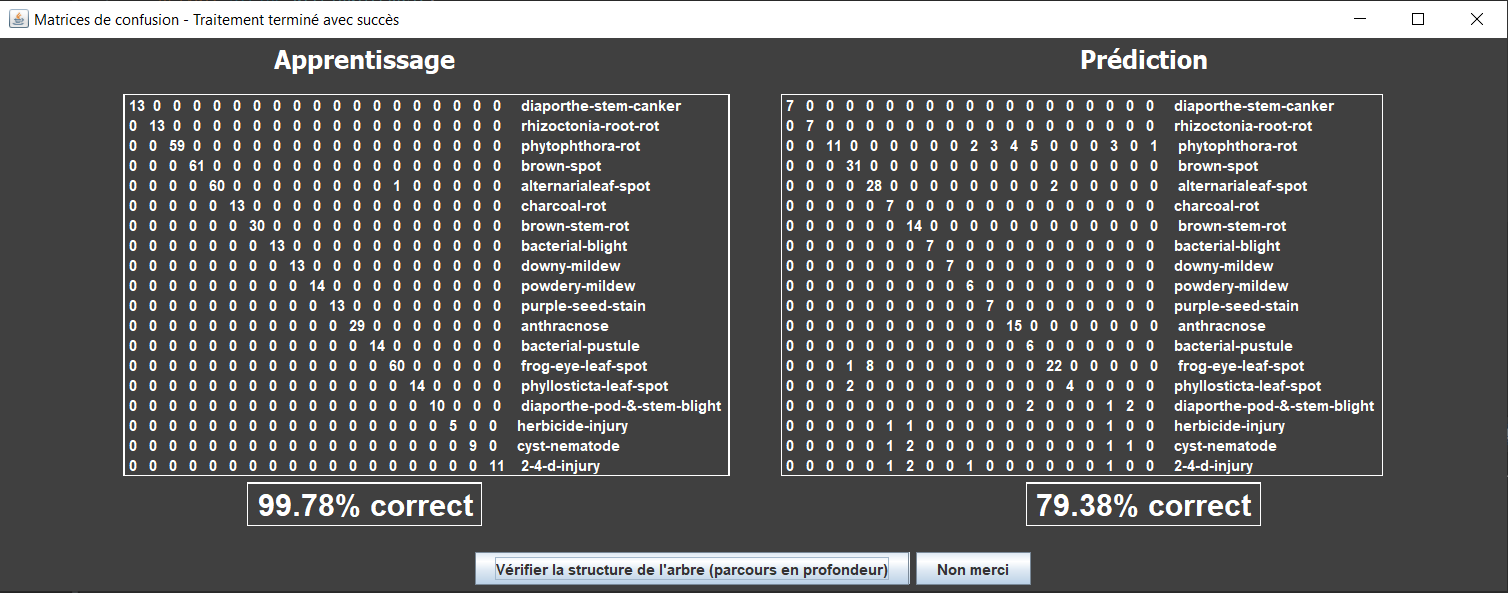 Matrices de confusion - Traitement terminé avec succès
Apprentissage
13 0 0 0 0 0 0 0 0 0 0 0 0 0 0 0 0 0 0 diaporthe-stem-canker
0 13 0 0 0 0 0 0 0 0 0 0 0 0 0 0 0 0 0 rhizoctonia-root-rot
0 0 59 0 0 0 0 0 0 0 0 0 0 0 0 0 0 0 0 phytophthora-rot
0 0 0 61 0 0 0 0 0 0 0 0 0 0 0 0 0 0 0 brown-spot
0 0 0 0 60 0 0 0 0 0 0 0 0 1 0 0 0 0 0 alternarialeaf-spot
0 0 0 0 0 13 0 0 0 0 0 0 0 0 0 0 0 0 0 charcoal-rot
0 0 0 0 0 0 30 0 0 0 0 0 0 0 0 0 0 0 0 brown-stem-rot
0 0 0 0 0 0 0 13 0 0 0 0 0 0 0 0 0 0 0 bacterial-blight
0 0 0 0 0 0 0 0 13 0 0 0 0 0 0 0 0 0 0 downy-mildew
0 0 0 0 0 0 0 0 0 14 0 0 0 0 0 0 0 0 0 powdery-mildew
0 0 0 0 0 0 0 0 0 0 13 0 0 0 0 0 0 0 0 purple-seed-stain
0 0 0 0 0 0 0 0 0 0 0 29 0 0 0 0 0 0 0 anthracnose
0 0 0 0 0 0 0 0 0 0 0 0 14 0 0 0 0 0 0 bacterial-pustule
0 0 0 0 0 0 0 0 0 0 0 0 0 60 0 0 0 0 0 frog-eye-leaf-spot
0 0 0 0 0 0 0 0 0 0 0 0 0 0 14 0 0 0 0 phyllosticta-leaf-spot
0 0 0 0 0 0 0 0 0 0 0 0 0 0 0 10 0 0 0 diaporthe-pod-&-stem-blight
0 0 0 0 0 0 0 0 0 0 0 0 0 0 0 0 5 0 0 herbicide-injury
0 0 0 0 0 0 0 0 0 0 0 0 0 0 0 0 0 9 0 cyst-nematode
0 0 0 0 0 0 0 0 0 0 0 0 0 0 0 0 0 0 11 2-4-d-injury
99.78% correct
Prédiction
7 0 0 0 0 0 0 0 0 0 0 0 0 0 0 0 0 0 0 diaporthe-stem-canker
0 7 0 0 0 0 0 0 0 0 0 0 0 0 0 0 0 0 0 rhizoctonia-root-rot
0 0 11 0 0 0 0 0 0 2 3 4 5 0 0 0 3 0 1 phytophthora-rot
0 0 0 31 0 0 0 0 0 0 0 0 0 0 0 0 0 0 0 brown-spot
0 0 0 0 28 0 0 0 0 0 0 0 0 2 0 0 0 0 0 alternarialeaf-spot
0 0 0 0 0 7 0 0 0 0 0 0 0 0 0 0 0 0 0 charcoal-rot
0 0 0 0 0 0 14 0 0 0 0 0 0 0 0 0 0 0 0 brown-stem-rot
0 0 0 0 0 0 0 7 0 0 0 0 0 0 0 0 0 0 0 bacterial-blight
0 0 0 0 0 0 0 0 7 0 0 0 0 0 0 0 0 0 0 downy-mildew
0 0 0 0 0 0 0 0 0 6 0 0 0 0 0 0 0 0 0 powdery-mildew
0 0 0 0 0 0 0 0 0 0 7 0 0 0 0 0 0 0 0 purple-seed-stain
0 0 0 0 0 0 0 0 0 0 0 15 0 0 0 0 0 0 0 anthracnose
0 0 0 0 0 0 0 0 0 0 0 0 6 0 0 0 0 0 0 bacterial-pustule
0 0 0 1 8 0 0 0 0 0 0 0 0 22 0 0 0 0 0 frog-eye-leaf-spot
0 0 0 2 0 0 0 0 0 0 0 0 0 0 4 0 0 0 0 phyllosticta-leaf-spot
0 0 0 0 0 0 0 0 0 0 0 0 2 0 0 0 1 2 0 diaporthe-pod-&-stem-blight
0 0 0 0 0 1 1 0 0 0 0 0 0 0 0 0 1 0 0 herbicide-injury
0 0 0 0 0 1 2 0 0 0 0 0 0 0 0 0 1 1 0 cyst-nematode
0 0 0 0 0 1 2 0 0 1 0 0 0 0 0 0 1 0 0 2-4-d-injury
79.38% correct
Vérifier la structure de l'arbre (parcours en profondeur)
Non merci